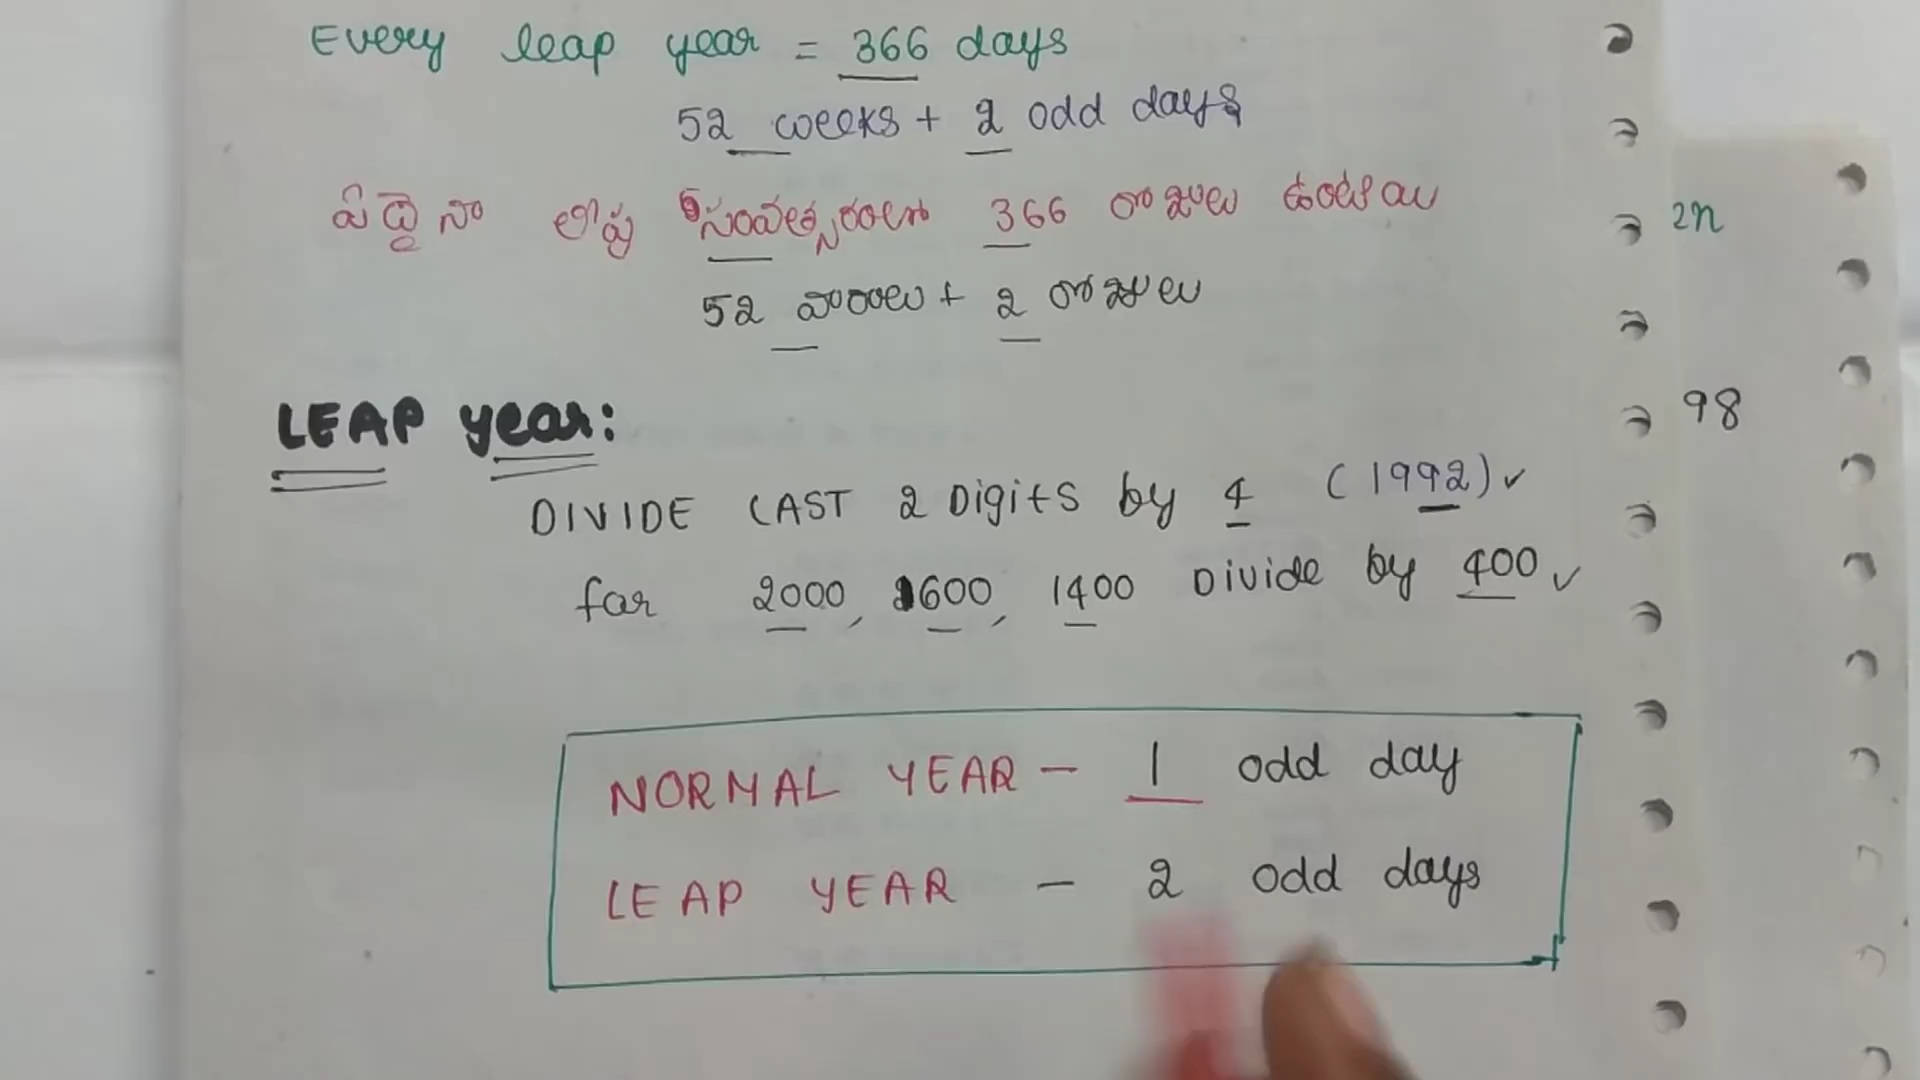 Every leap year = 366 days
52 weeks + 2 odd days
ఏదైనా లీపు సంవత్సరంలో 366 రోజులు ఉంటాయి
52 వారాలు + 2 రోజులు
2n
98
LEAP year:
DIVIDE LAST 2 Digits by 4 (1992) ✓
for 2000, 1600, 1400 Divide by 400 ✓
NORMAL YEAR - 1 odd day
LEAP YEAR - 2 odd days